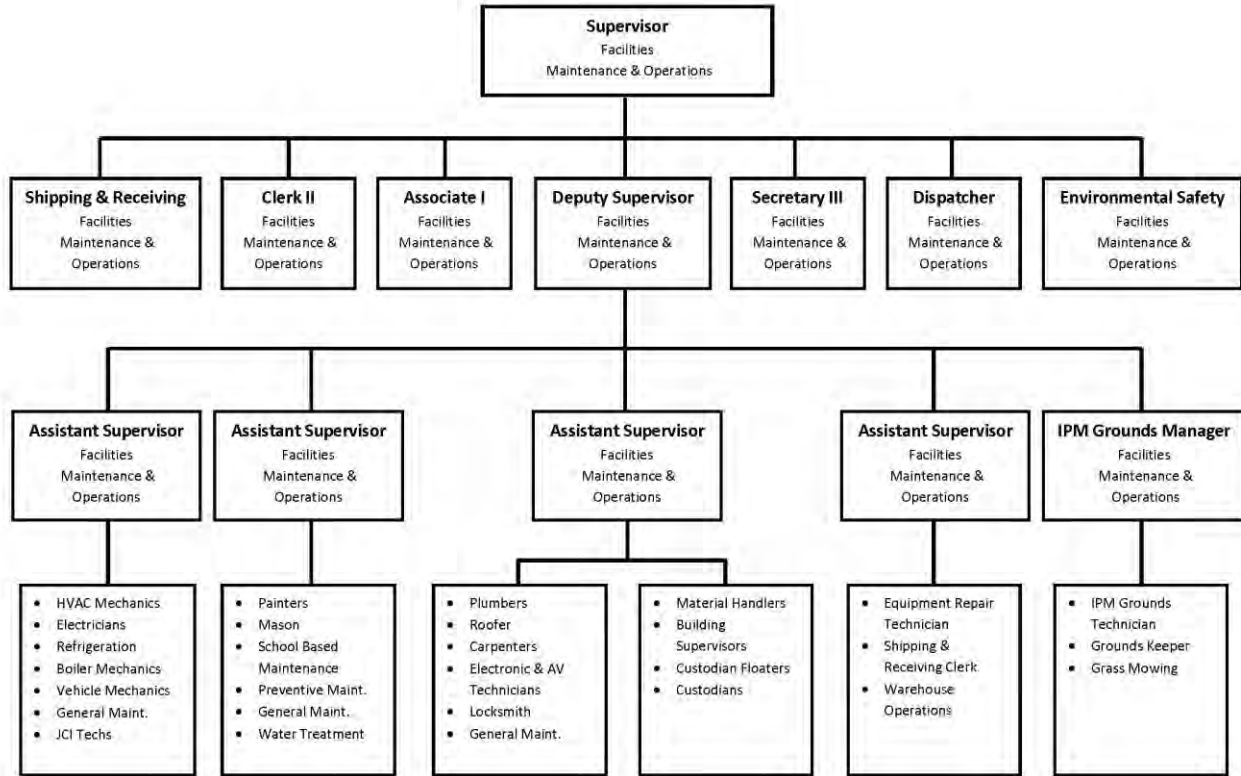 Supervisor
Facilities
Maintenance & Operations
Shipping & Receiving
Facilities
Maintenance &
Operations
Clerk II
Facilities
Maintenance &
Operations
Associate I
Facilities
Maintenance &
Operations
Deputy Supervisor
Facilities
Maintenance &
Operations
Secretary III
Facilities
Maintenance &
Operations
Dispatcher
Facilities
Maintenance &
Operations
Environmental Safety
Facilities
Maintenance &
Operations
Assistant Supervisor
Facilities
Maintenance &
Operations
Assistant Supervisor
Facilities
Maintenance &
Operations
Assistant Supervisor
Facilities
Maintenance &
Operations
Assistant Supervisor
Facilities
Maintenance &
Operations
IPM Grounds Manager
Facilities
Maintenance &
Operations
• HVAC Mechanics
• Electricians
• Refrigeration
• Boiler Mechanics
• Vehicle Mechanics
• General Maint.
• JCI Techs
• Painters
• Mason
• School Based
Maintenance
• Preventive Maint.
• General Maint.
• Water Treatment
• Plumbers
• Roofer
• Carpenters
• Electronic & AV
Technicians
• Locksmith
• General Maint.
• Material Handlers
• Building
Supervisors
• Custodian Floaters
• Custodians
• Equipment Repair
Technician
• Shipping &
Receiving Clerk
• Warehouse
Operations
• IPM Grounds
Technician
• Grounds Keeper
• Grass Mowing